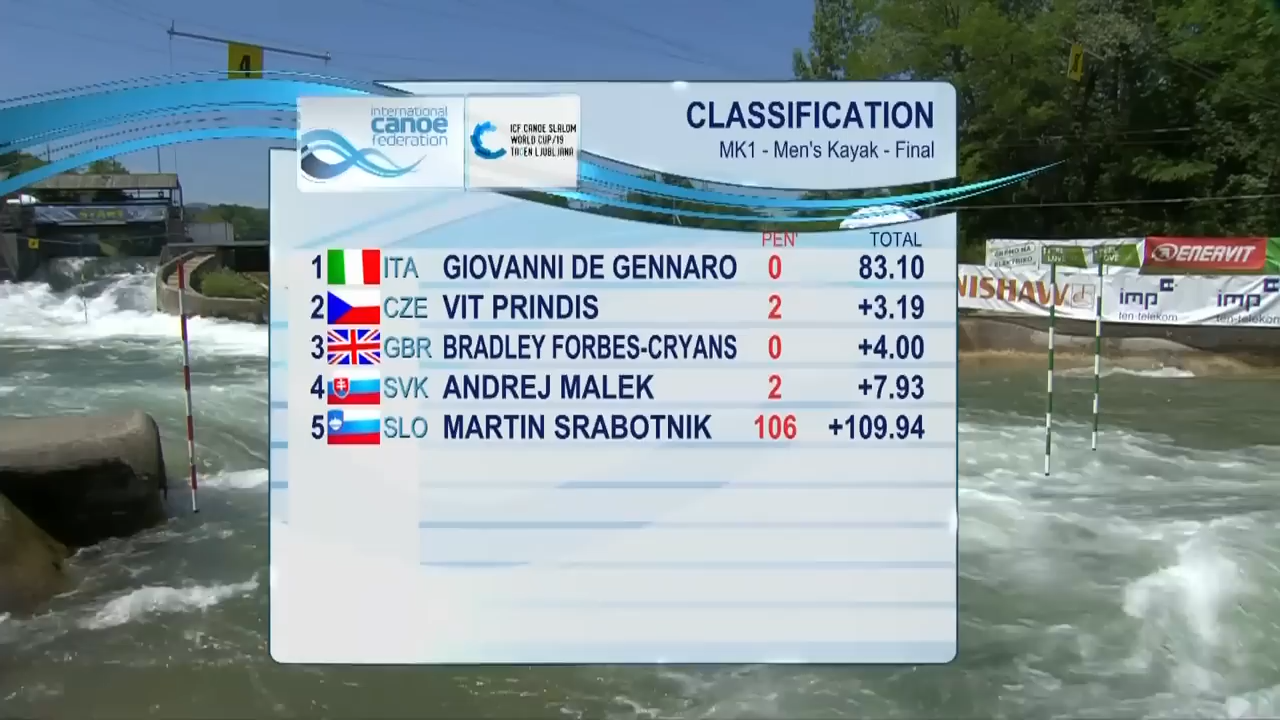 4
international
canoe
federation
ICF CANOE SLALOM
WORLD CUP/19
TACEN LJUBLJANA
CLASSIFICATION
MK1 - Men's Kayak - Final
PEN' TOTAL
1 ITA GIOVANNI DE GENNARO 0 83.10
2 CZE VIT PRINDIS 2 +3.19
3 GBR BRADLEY FORBES-CRYANS 0 +4.00
4 SVK ANDREJ MALEK 2 +7.93
5 SLO MARTIN SRABOTNIK 106 +109.94
ENERVIT
NISHAW
imp
ten-telekom
imp
ten-telekom